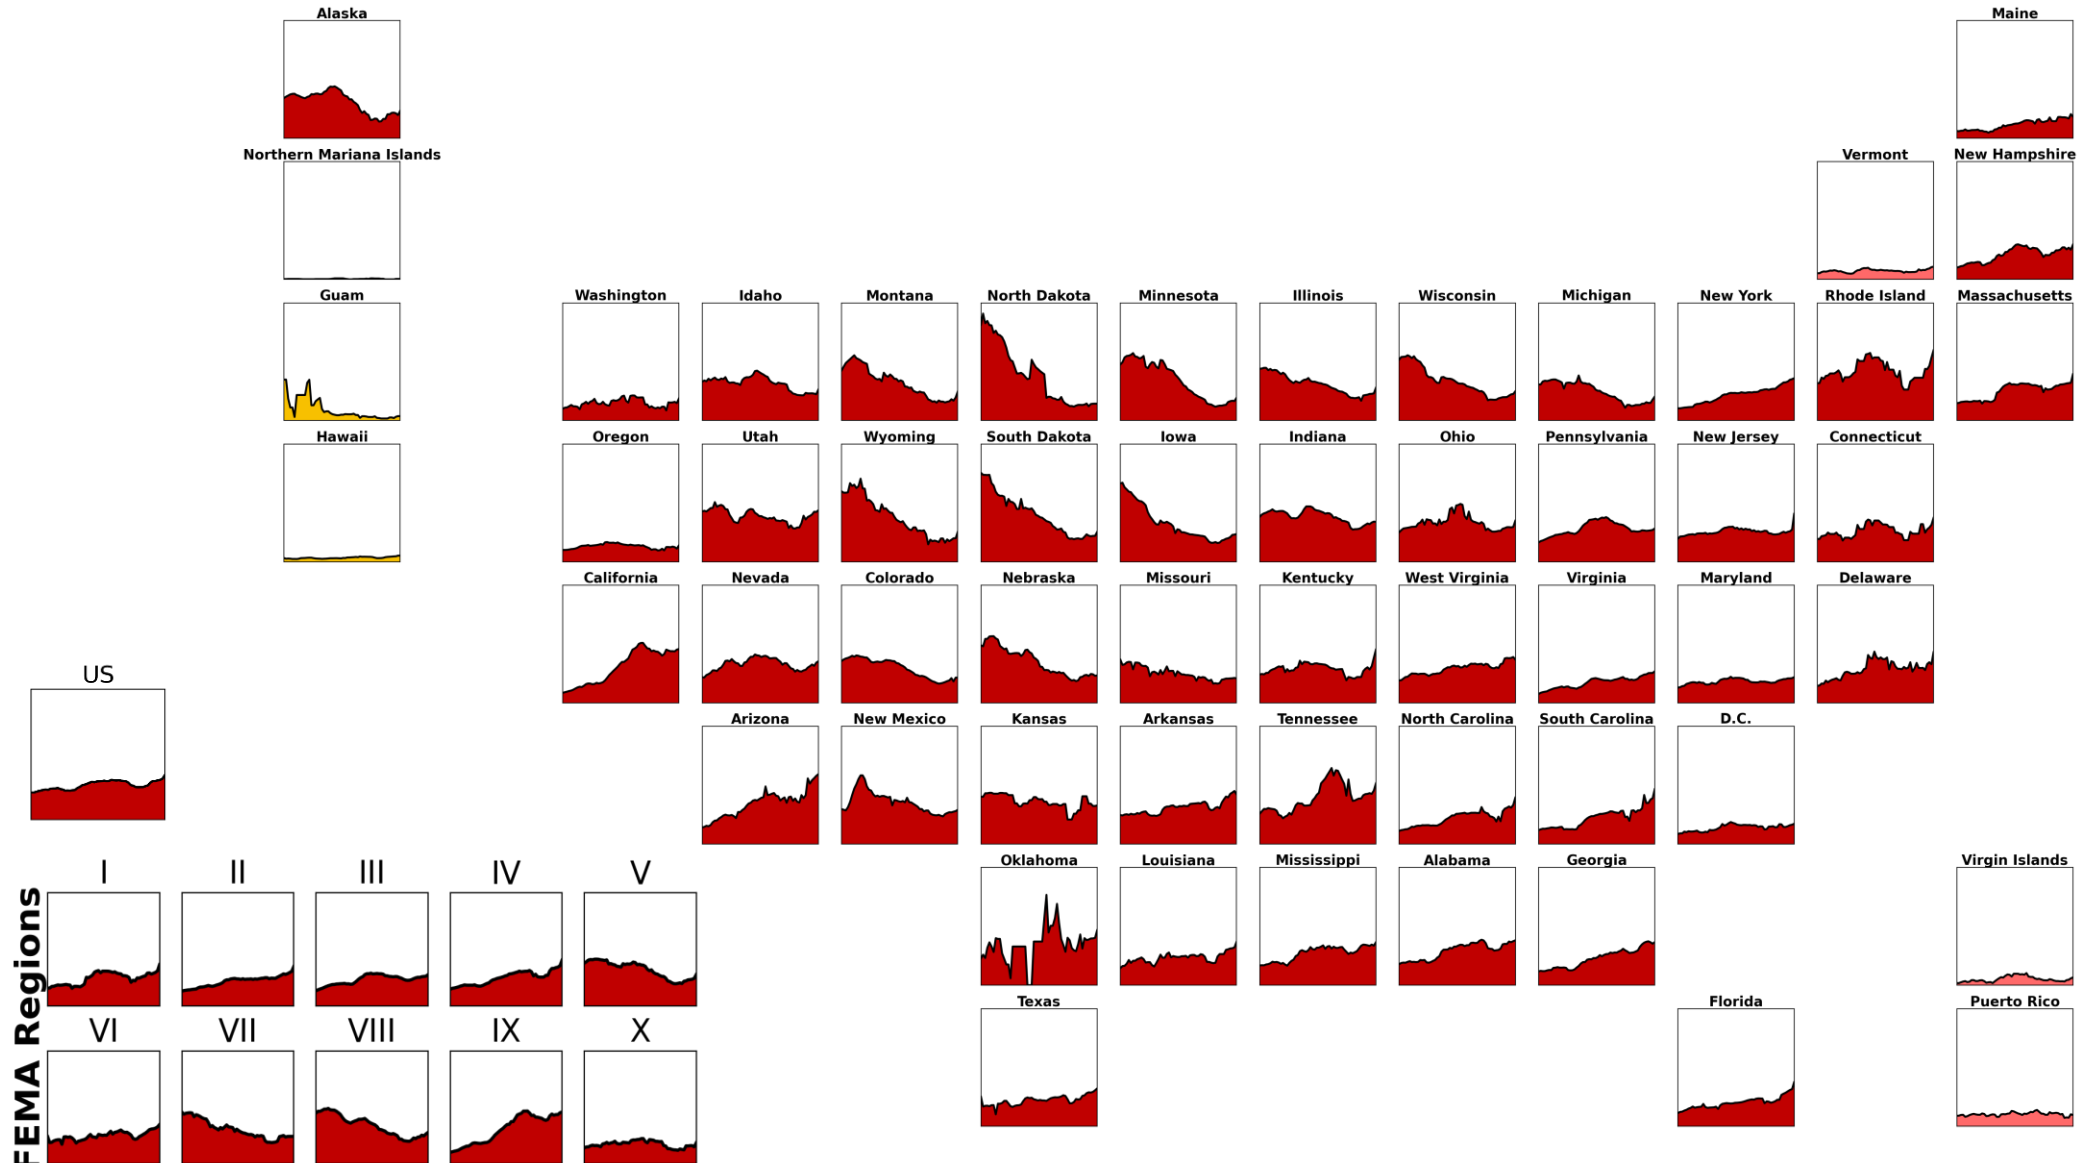 Alaska
Maine
Northern Mariana Islands
Vermont
New Hampshire
Guam
Washington
Idaho
Montana
North Dakota
Minnesota
Illinois
Wisconsin
Michigan
New York
Rhode Island
Massachusetts
Hawaii
Oregon
Utah
Wyoming
South Dakota
Iowa
Indiana
Ohio
Pennsylvania
New Jersey
Connecticut
California
Nevada
Colorado
Nebraska
Missouri
Kentucky
West Virginia
Virginia
Maryland
Delaware
US
Arizona
New Mexico
Kansas
Arkansas
Tennessee
North Carolina
South Carolina
D.C.
Oklahoma
Louisiana
Mississippi
Alabama
Georgia
Virgin Islands
Texas
Florida
Puerto Rico
FEMA Regions
I
II
III
IV
V
VI
VII
VIII
IX
X